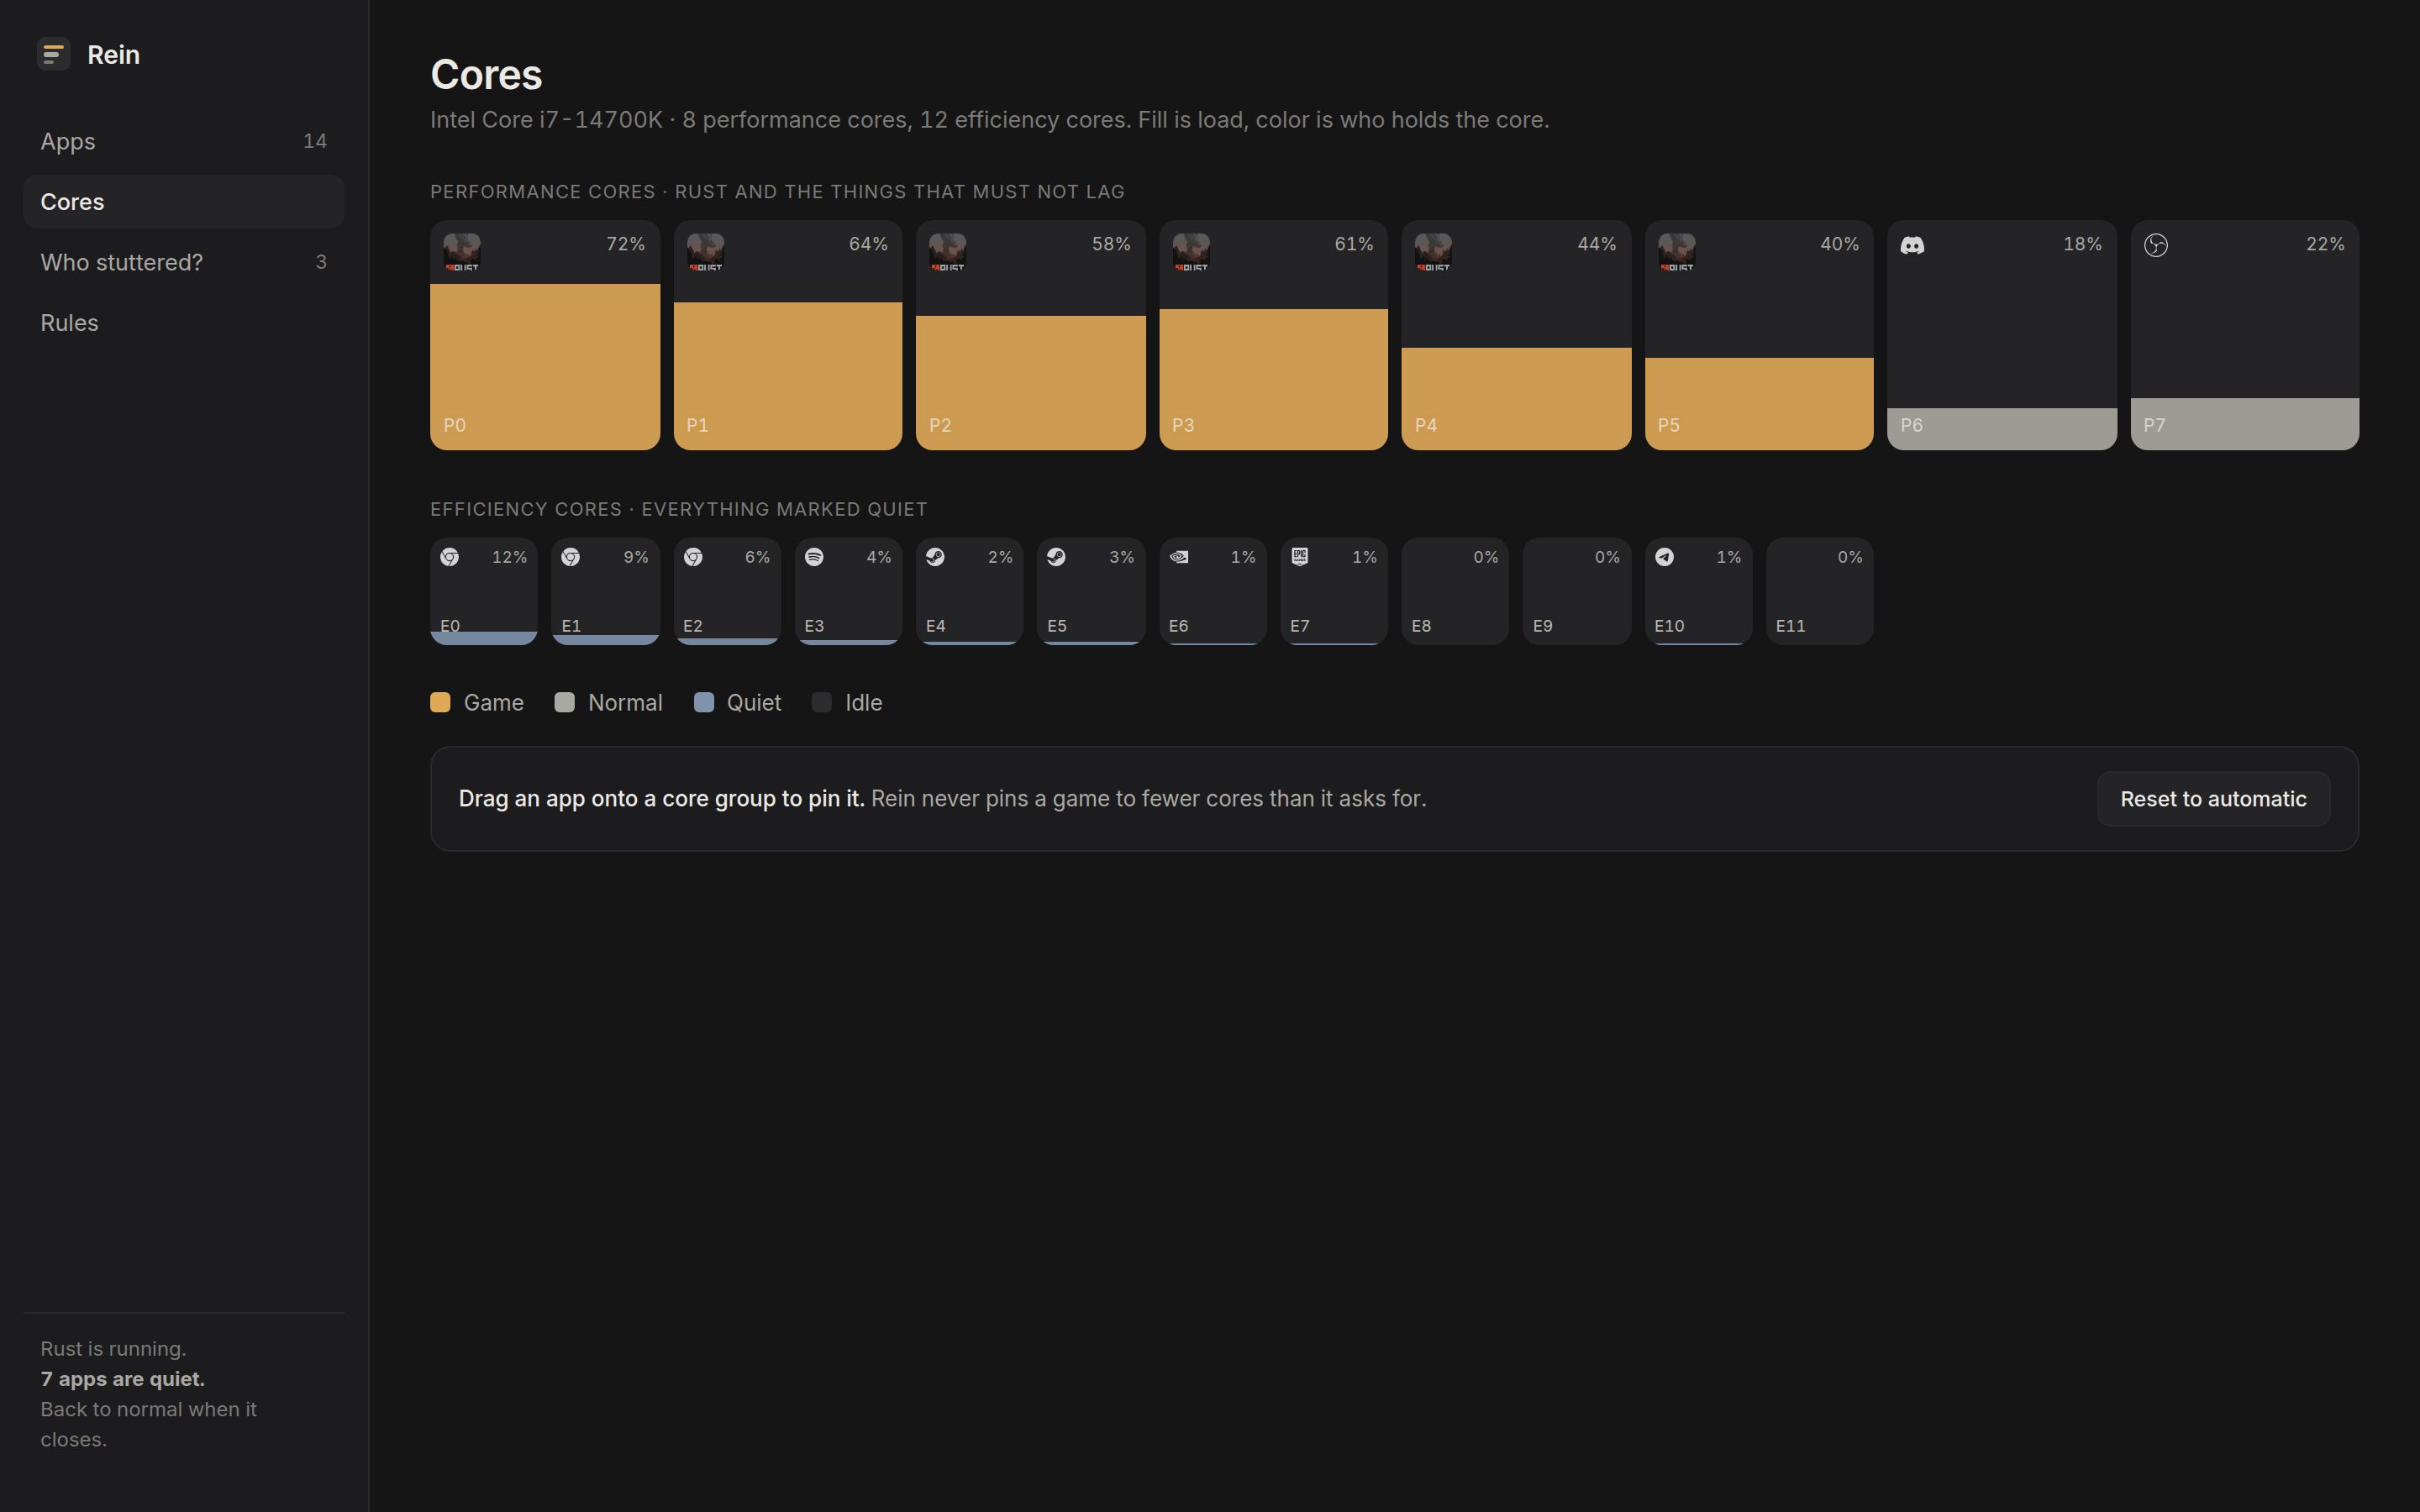 Rein
Apps 14
Cores
Who stuttered? 3
Rules
Rust is running.
7 apps are quiet.
Back to normal when it
closes.
Cores
Intel Core i7-14700K · 8 performance cores, 12 efficiency cores. Fill is load, color is who holds the core.
PERFORMANCE CORES · RUST AND THE THINGS THAT MUST NOT LAG
72% 64% 58% 61% 44% 40% 18% 22%
P0 P1 P2 P3 P4 P5 P6 P7
EFFICIENCY CORES · EVERYTHING MARKED QUIET
12% 9% 6% 4% 2% 3% 1% EPIC 1% 0% 0% 1% 0%
E0 E1 E2 E3 E4 E5 E6 E7 E8 E9 E10 E11
Game Normal Quiet Idle
Drag an app onto a core group to pin it. Rein never pins a game to fewer cores than it asks for.
Reset to automatic